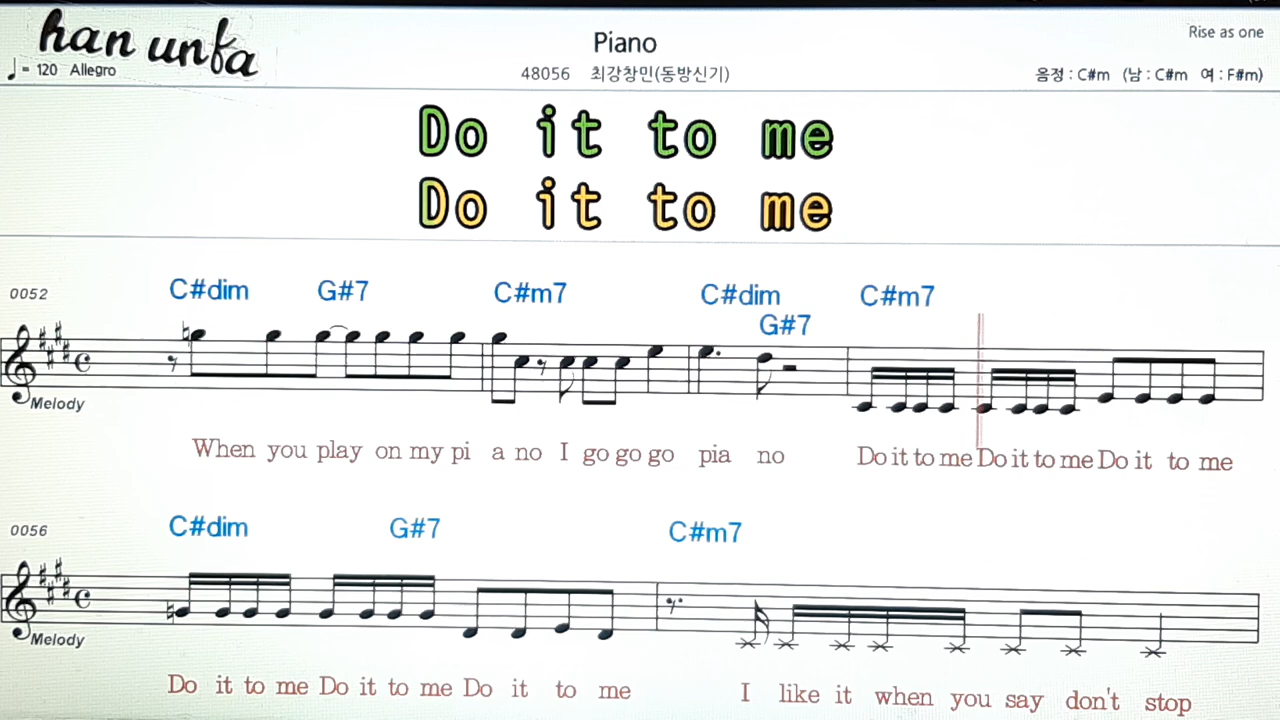 han unfa
Piano
Rise as one
♩= 120 Allegro
48056 최강창민(동방신기)
음정 : C#m (남 : C#m 여 : F#m)
Do it to me
Do it to me
0052 C#dim G#7 C#m7 C#dim G#7 C#m7
Melody
When you play on my pi a no I go go go pia no Do it to me Do it to me Do it to me
0056 C#dim G#7 C#m7
Melody
Do it to me Do it to me Do it to me I like it when you say don't stop